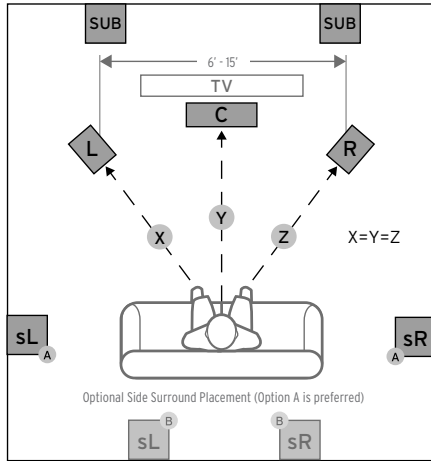 SUB
SUB
6' - 15'
TV
C
L
R
Y
X
Z
X=Y=Z
sL
A
sR
A
Optional Side Surround Placement (Option A is preferred)
B
sL
B
sR